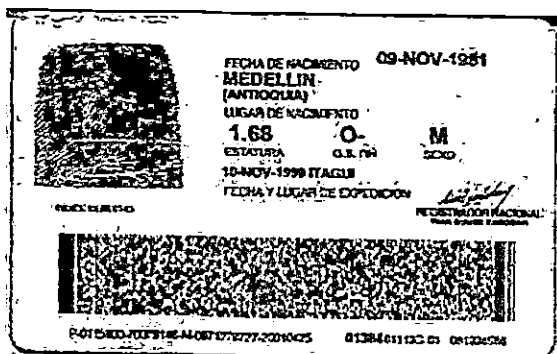 FECHA DE NACIMIENTO 09-NOV-1981
MEDELLIN
(ANTIOQUIA)
LUGAR DE NACIMIENTO
1.68 O- M
ESTATURA G.S. RH SEXO
10-NOV-1999 ITAGUI
FECHA Y LUGAR DE EXPEDICION
INDICE DERECHO
REGISTRADOR NACIONAL